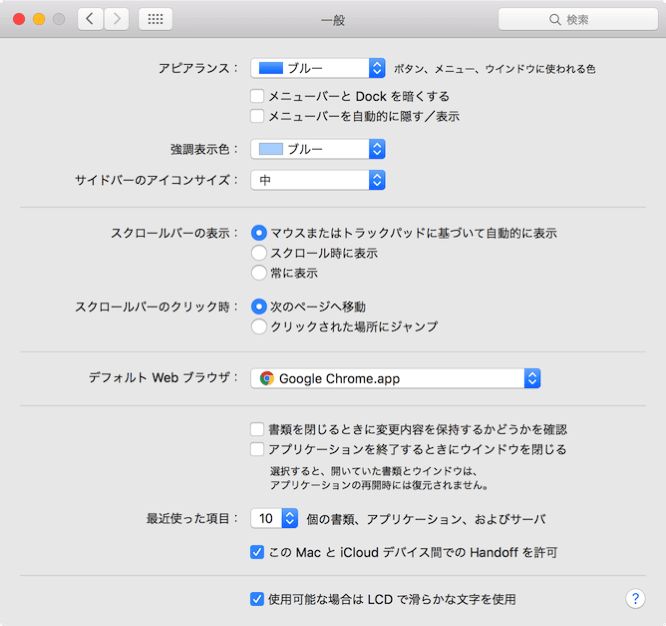 一般
検索
アピアランス：
ブルー
ボタン、メニュー、ウインドウに使われる色
メニューバーと Dock を暗くする
メニューバーを自動的に隠す／表示
強調表示色：
ブルー
サイドバーのアイコンサイズ：
中
スクロールバーの表示：
マウスまたはトラックパッドに基づいて自動的に表示
スクロール時に表示
常に表示
スクロールバーのクリック時：
次のページへ移動
クリックされた場所にジャンプ
デフォルト Web ブラウザ：
Google Chrome.app
書類を閉じるときに変更内容を保持するかどうかを確認
アプリケーションを終了するときにウインドウを閉じる
選択すると、開いていた書類とウインドウは、
アプリケーションの再開時には復元されません。
最近使った項目：
10
個の書類、アプリケーション、およびサーバ
この Mac と iCloud デバイス間での Handoff を許可
使用可能な場合は LCD で滑らかな文字を使用
?